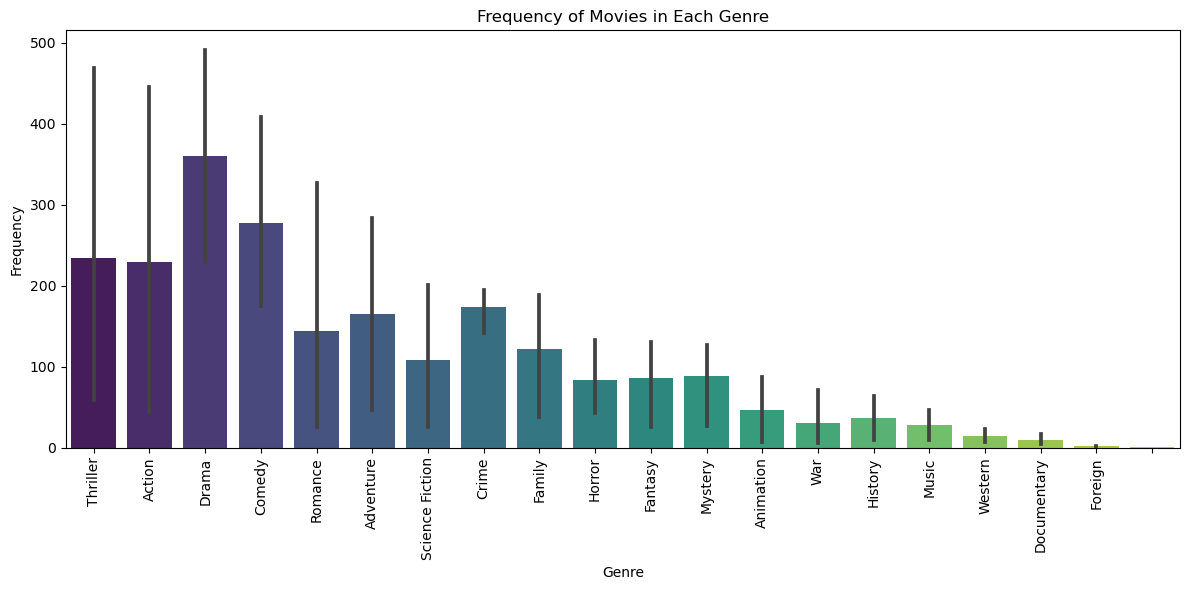 Frequency of Movies in Each Genre
Frequency
500
400
300
200
100
0
Thriller
Action
Drama
Comedy
Romance
Adventure
Science Fiction
Crime
Family
Horror
Fantasy
Mystery
Animation
War
History
Music
Western
Documentary
Foreign
Genre